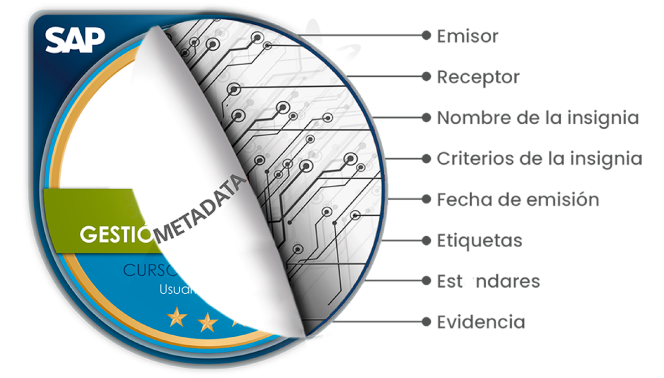 SAP
Emisor
Receptor
Nombre de la insignia
Criterios de la insignia
Fecha de emisión
Etiquetas
Est ndares
Evidencia
METADATA
GESTIO
CURSO
Usuar